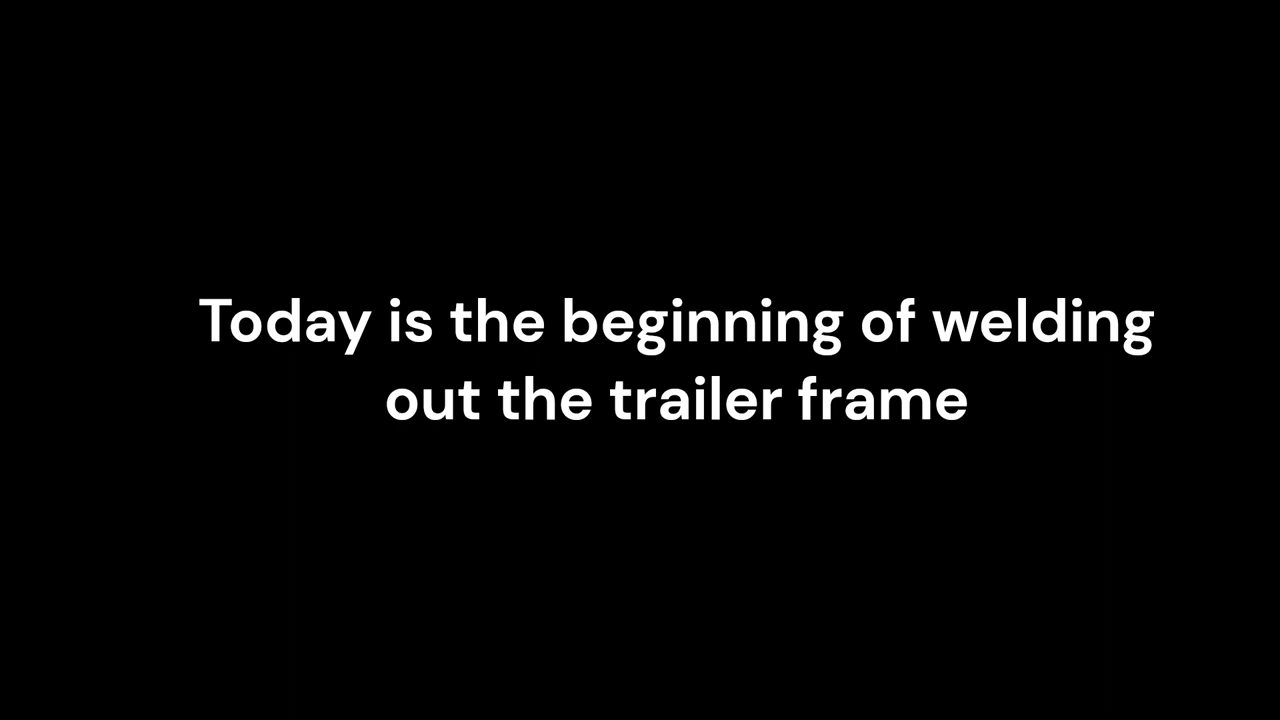 Today is the beginning of welding
out the trailer frame